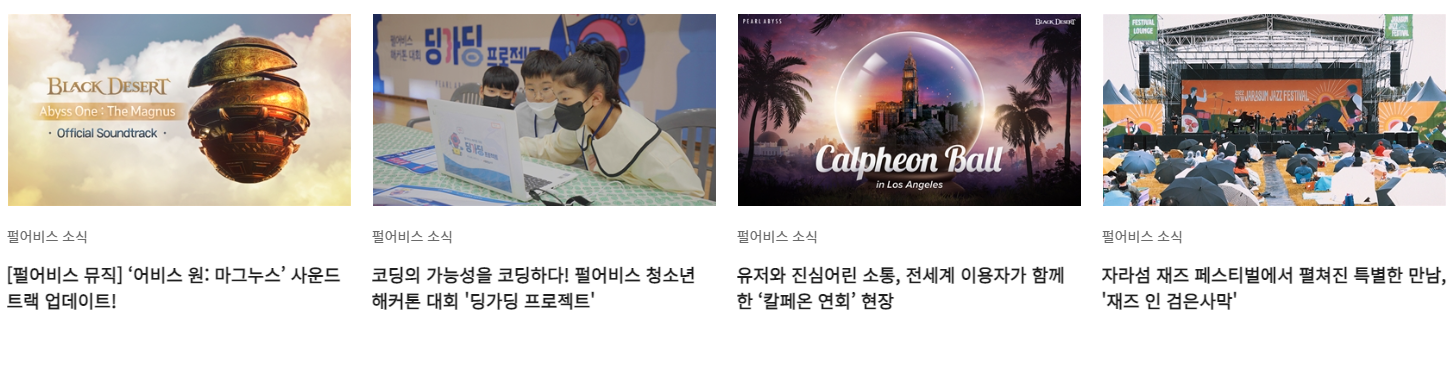 BLACK DESERT
Abyss One : The Magnus
· Official Soundtrack ·
펄어비스 소식
[펄어비스 뮤직] ‘어비스 원: 마그누스’ 사운드
트랙 업데이트!
펄어비스
해커톤 대회
딩가딩
프로젝트
PEARL ABYSS
딩가딩
펄어비스 소식
코딩의 가능성을 코딩하다! 펄어비스 청소년
해커톤 대회 '딩가딩 프로젝트'
PEARL ABYSS
BLACK DESERT
Calpheon Ball
in Los Angeles
펄어비스 소식
유저와 진심어린 소통, 전세계 이용자가 함께
한 ‘칼페온 연회’ 현장
FESTIVAL
LOUNGE
JARASUM
JAZZ
FESTIVAL
JARASUM JAZZ FESTIVAL
펄어비스 소식
자라섬 재즈 페스티벌에서 펼쳐진 특별한 만남,
'재즈 인 검은사막'